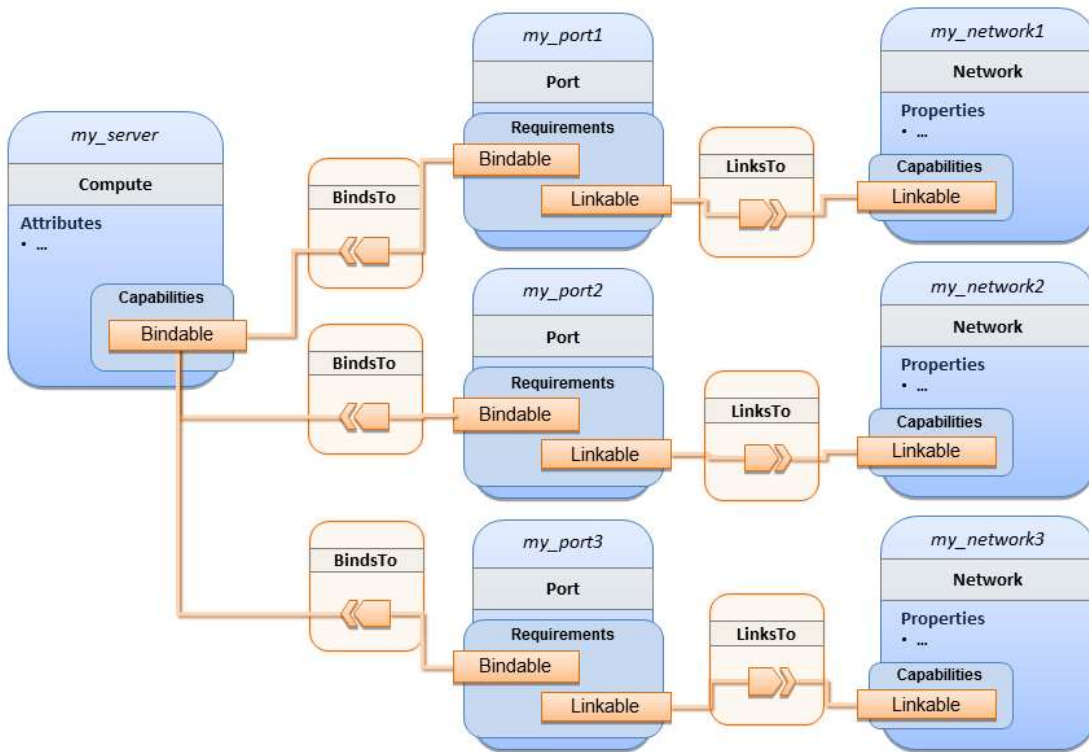 my_server
Compute
Attributes
• ...
Capabilities
Bindable
BindsTo
my_port1
Port
Requirements
Bindable
Linkable
LinksTo
my_network1
Network
Properties
• ...
Capabilities
Linkable
BindsTo
my_port2
Port
Requirements
Bindable
Linkable
LinksTo
my_network2
Network
Properties
• ...
Capabilities
Linkable
BindsTo
my_port3
Port
Requirements
Bindable
Linkable
LinksTo
my_network3
Network
Properties
• ...
Capabilities
Linkable